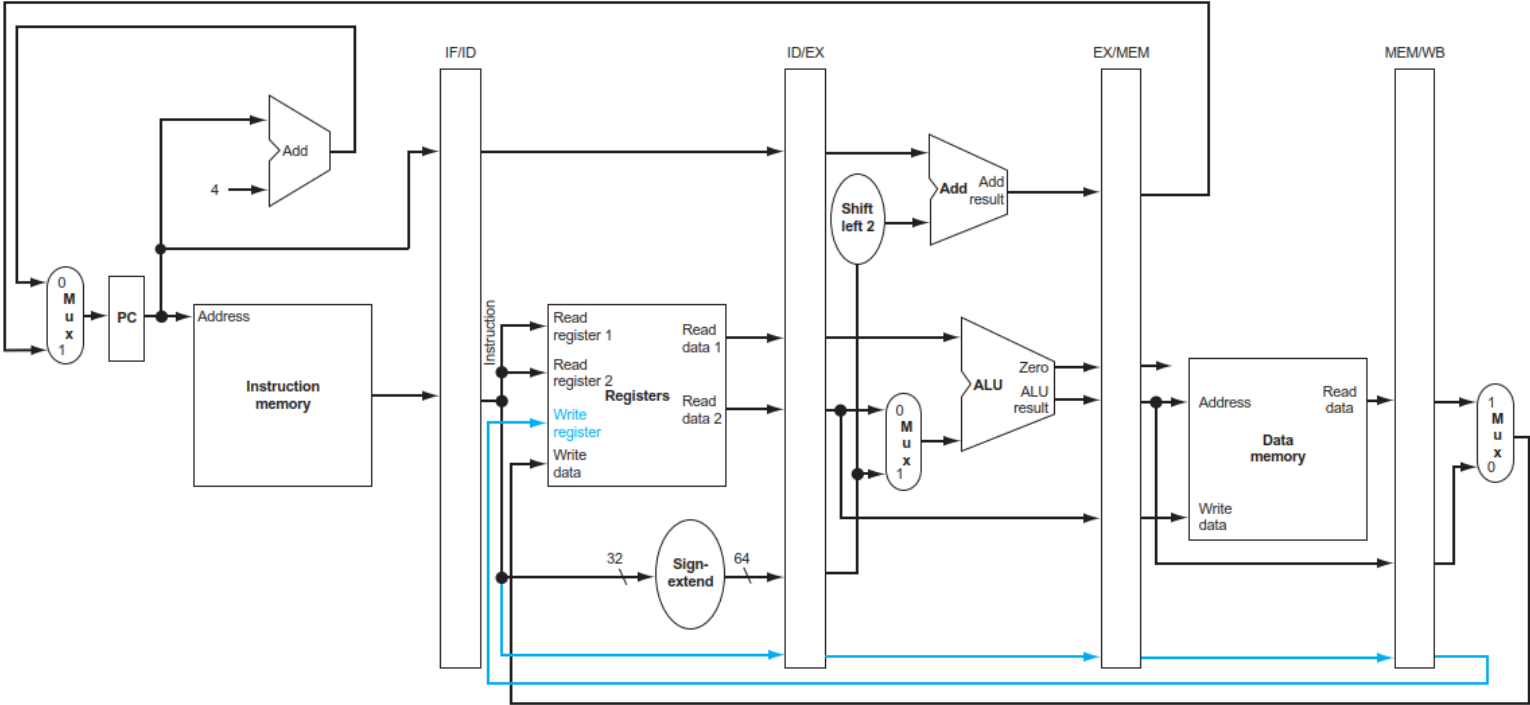 IF/ID
ID/EX
EX/MEM
MEM/WB
Add
4
Shift
left 2
Add
Add
result
0
M
u
x
1
PC
Address
Instruction
memory
Instruction
Read
register 1
Read
register 2
Write
register
Write
data
Registers
Read
data 1
Read
data 2
32
Sign-
extend
64
0
M
u
x
1
ALU
Zero
ALU
result
Address
Read
data
Data
memory
Write
data
1
M
u
x
0